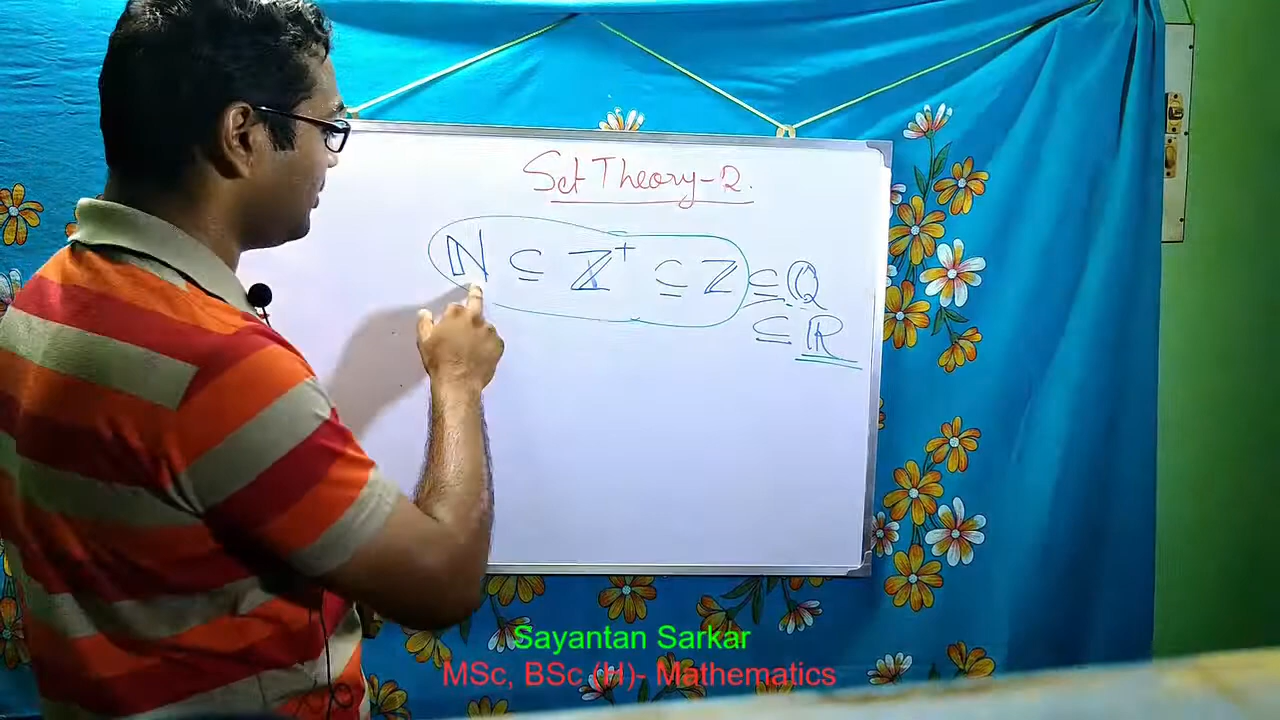 Set Theory-2.
ℕ ⊆ ℤ⁺ ⊆ ℤ ⊆ ℚ
⊆ ℝ
Sayantan Sarkar
MSc, BSc (H)- Mathematics